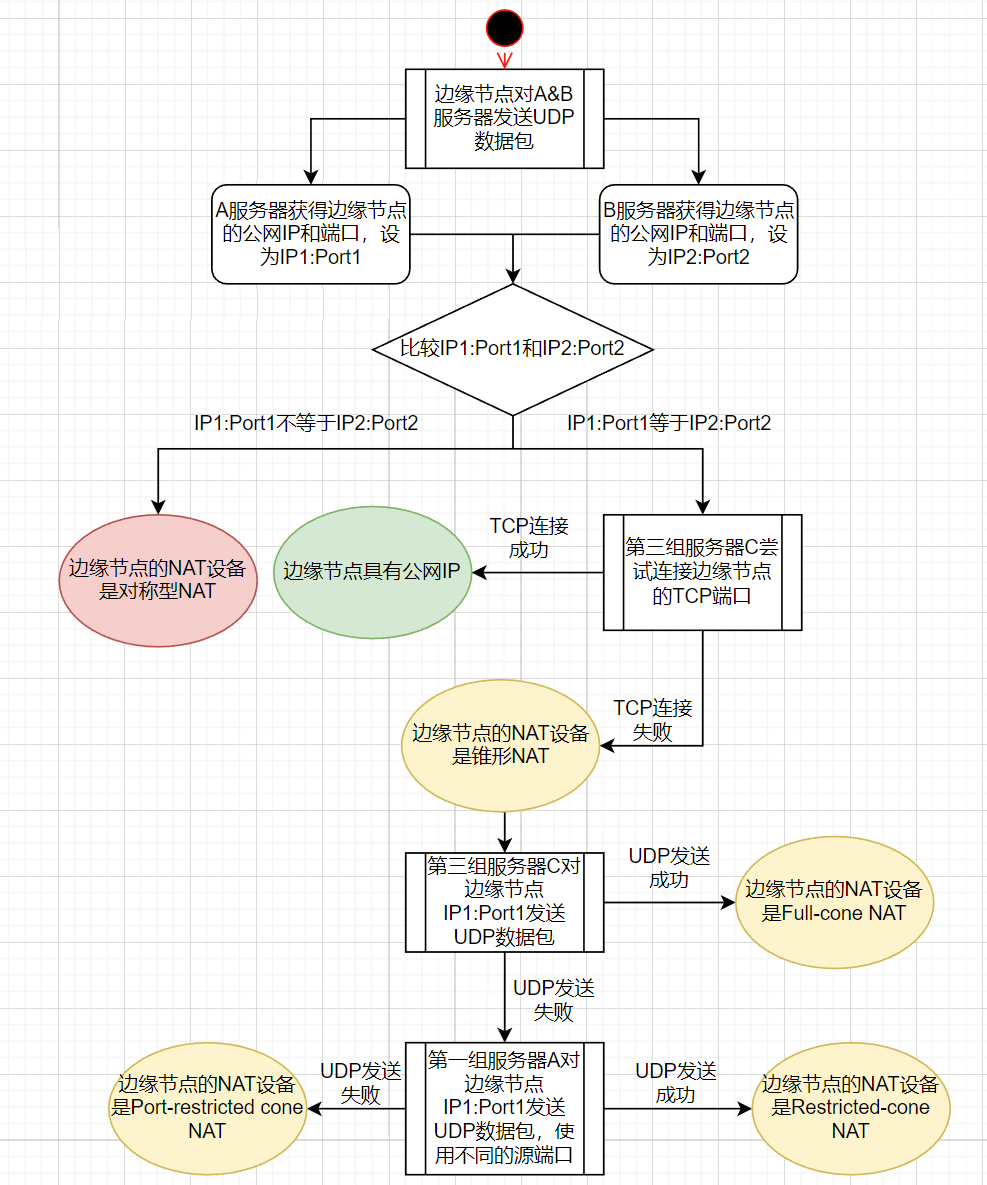 边缘节点对A&B
服务器发送UDP
数据包
A服务器获得边缘节点
的公网IP和端口，设
为IP1:Port1
B服务器获得边缘节点
的公网IP和端口，设
为IP2:Port2
比较IP1:Port1和IP2:Port2
IP1:Port1不等于IP2:Port2
IP1:Port1等于IP2:Port2
边缘节点的NAT设备
是对称型NAT
边缘节点具有公网IP
TCP连接
成功
第三组服务器C尝
试连接边缘节点
的TCP端口
TCP连接
失败
边缘节点的NAT设备
是锥形NAT
第三组服务器C对
边缘节点
IP1:Port1发送
UDP数据包
UDP发送
成功
边缘节点的NAT设备
是Full-cone NAT
UDP发送
失败
边缘节点的NAT设备
是Port-restricted cone
NAT
UDP发送
失败
第一组服务器A对
边缘节点
IP1:Port1发送
UDP数据包，使
用不同的源端口
UDP发送
成功
边缘节点的NAT设备
是Restricted-cone
NAT